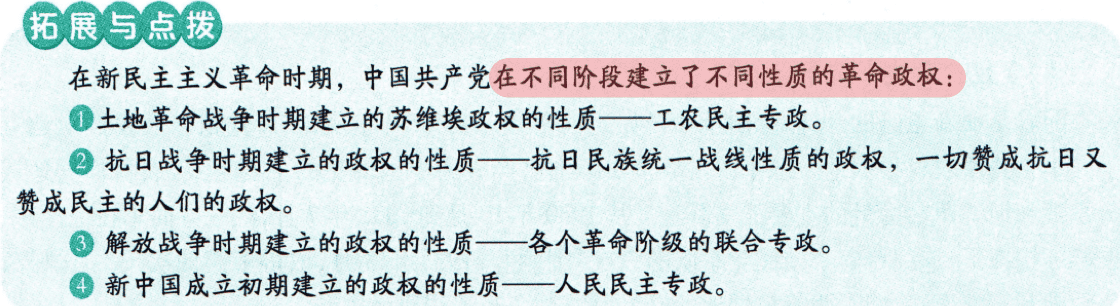 拓展与点拨
在新民主主义革命时期，中国共产党在不同阶段建立了不同性质的革命政权：
1土地革命战争时期建立的苏维埃政权的性质——工农民主专政。
2 抗日战争时期建立的政权的性质——抗日民族统一战线性质的政权，一切赞成抗日又
赞成民主的人们的政权。
3 解放战争时期建立的政权的性质——各个革命阶级的联合专政。
4 新中国成立初期建立的政权的性质——人民民主专政。